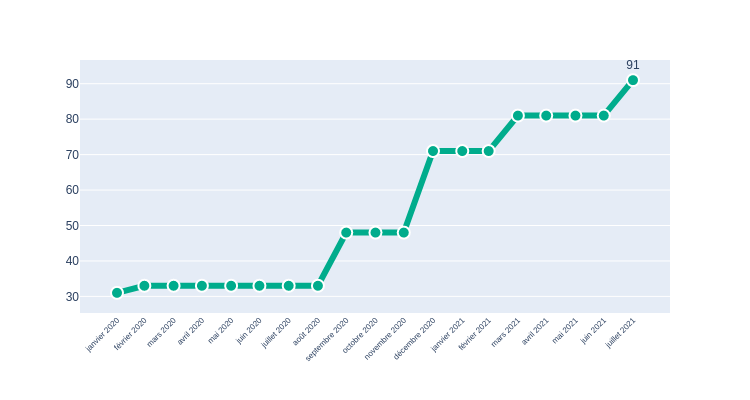 91
90
80
70
60
50
40
30
janvier 2020
février 2020
mars 2020
avril 2020
mai 2020
juin 2020
juillet 2020
août 2020
septembre 2020
octobre 2020
novembre 2020
décembre 2020
janvier 2021
février 2021
mars 2021
avril 2021
mai 2021
juin 2021
juillet 2021